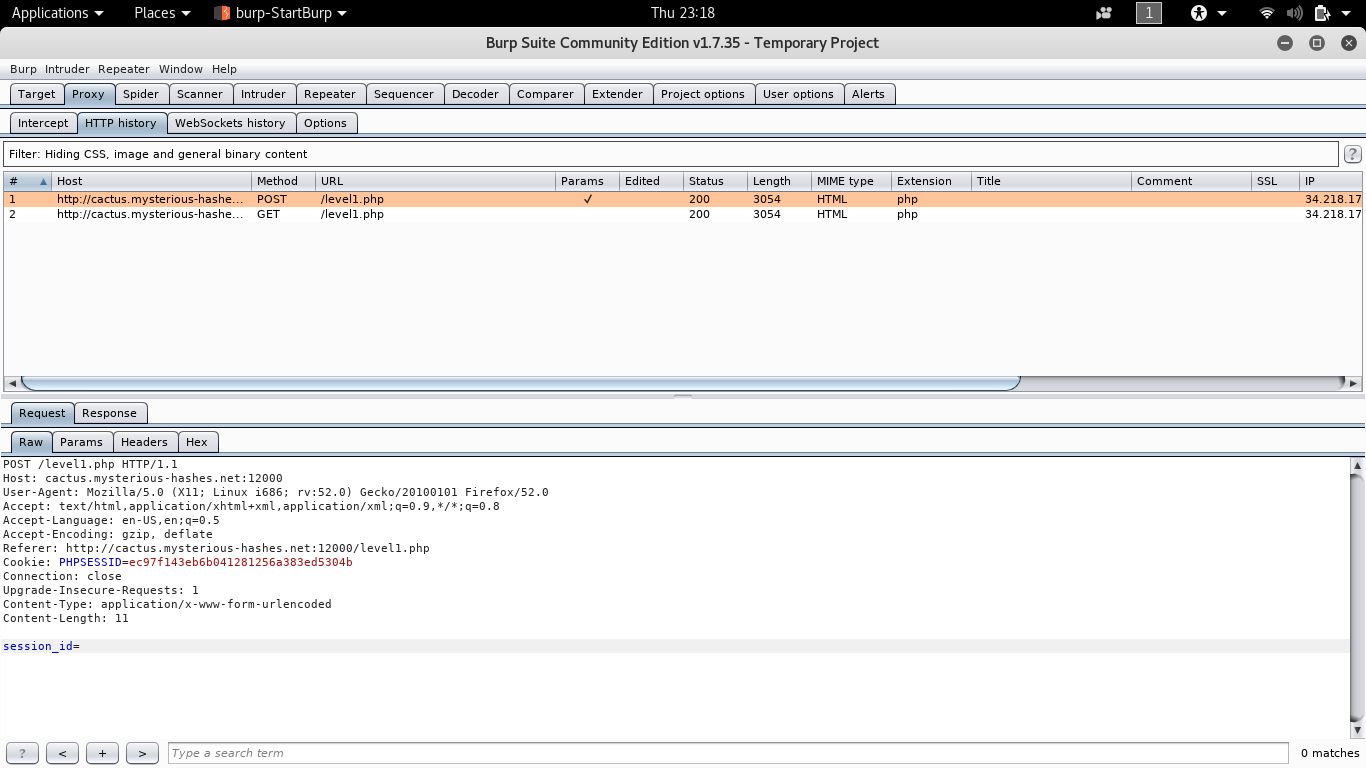 Applications Places burp-StartBurp Thu 23:18 1
Burp Suite Community Edition v1.7.35 - Temporary Project
Burp Intruder Repeater Window Help
Target Proxy Spider Scanner Intruder Repeater Sequencer Decoder Comparer Extender Project options User options Alerts
Intercept HTTP history WebSockets history Options
Filter: Hiding CSS, image and general binary content ?
# Host Method URL Params Edited Status Length MIME type Extension Title Comment SSL IP
1 http://cactus.mysterious-hashe... POST /level1.php ✓ 200 3054 HTML php 34.218.17
2 http://cactus.mysterious-hashe... GET /level1.php 200 3054 HTML php 34.218.17
Request Response
Raw Params Headers Hex
POST /level1.php HTTP/1.1
Host: cactus.mysterious-hashes.net:12000
User-Agent: Mozilla/5.0 (X11; Linux i686; rv:52.0) Gecko/20100101 Firefox/52.0
Accept: text/html,application/xhtml+xml,application/xml;q=0.9,*/*;q=0.8
Accept-Language: en-US,en;q=0.5
Accept-Encoding: gzip, deflate
Referer: http://cactus.mysterious-hashes.net:12000/level1.php
Cookie: PHPSESSID=ec97f143eb6b041281256a383ed5304b
Connection: close
Upgrade-Insecure-Requests: 1
Content-Type: application/x-www-form-urlencoded
Content-Length: 11
session_id=
? < + > Type a search term 0 matches